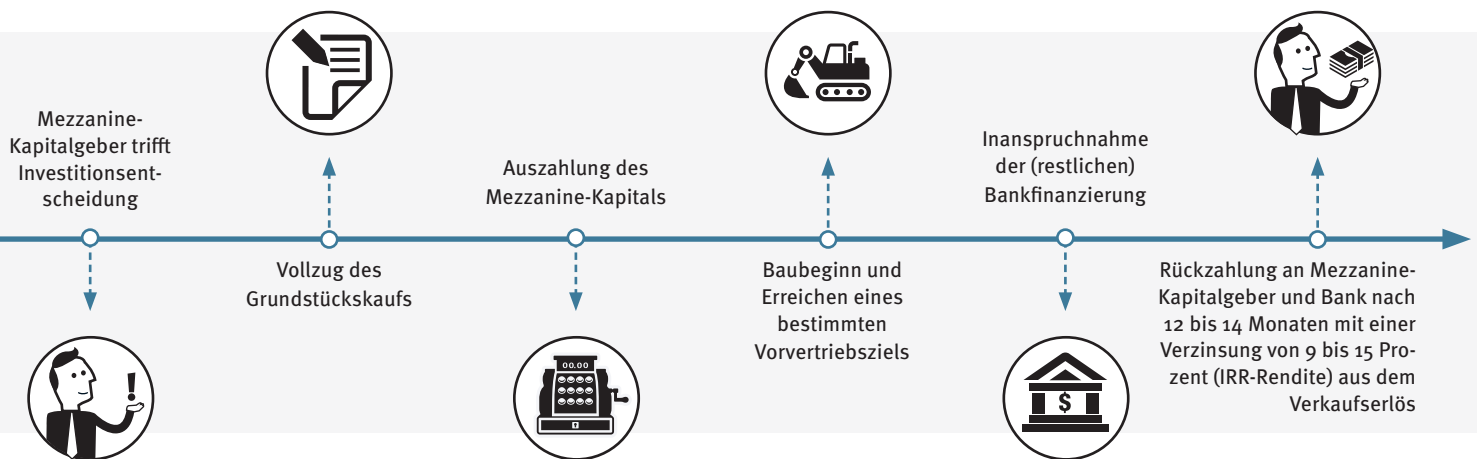 Mezzanine-
Kapitalgeber trifft
Investitionsent-
scheidung
Vollzug des
Grundstückskaufs
Auszahlung des
Mezzanine-Kapitals
00.00
Baubeginn und
Erreichen eines
bestimmten
Vorvertriebsziels
Inanspruchnahme
der (restlichen)
Bankfinanzierung
$
Rückzahlung an Mezzanine-
Kapitalgeber und Bank nach
12 bis 14 Monaten mit einer
Verzinsung von 9 bis 15 Pro-
zent (IRR-Rendite) aus dem
Verkaufserlös
!